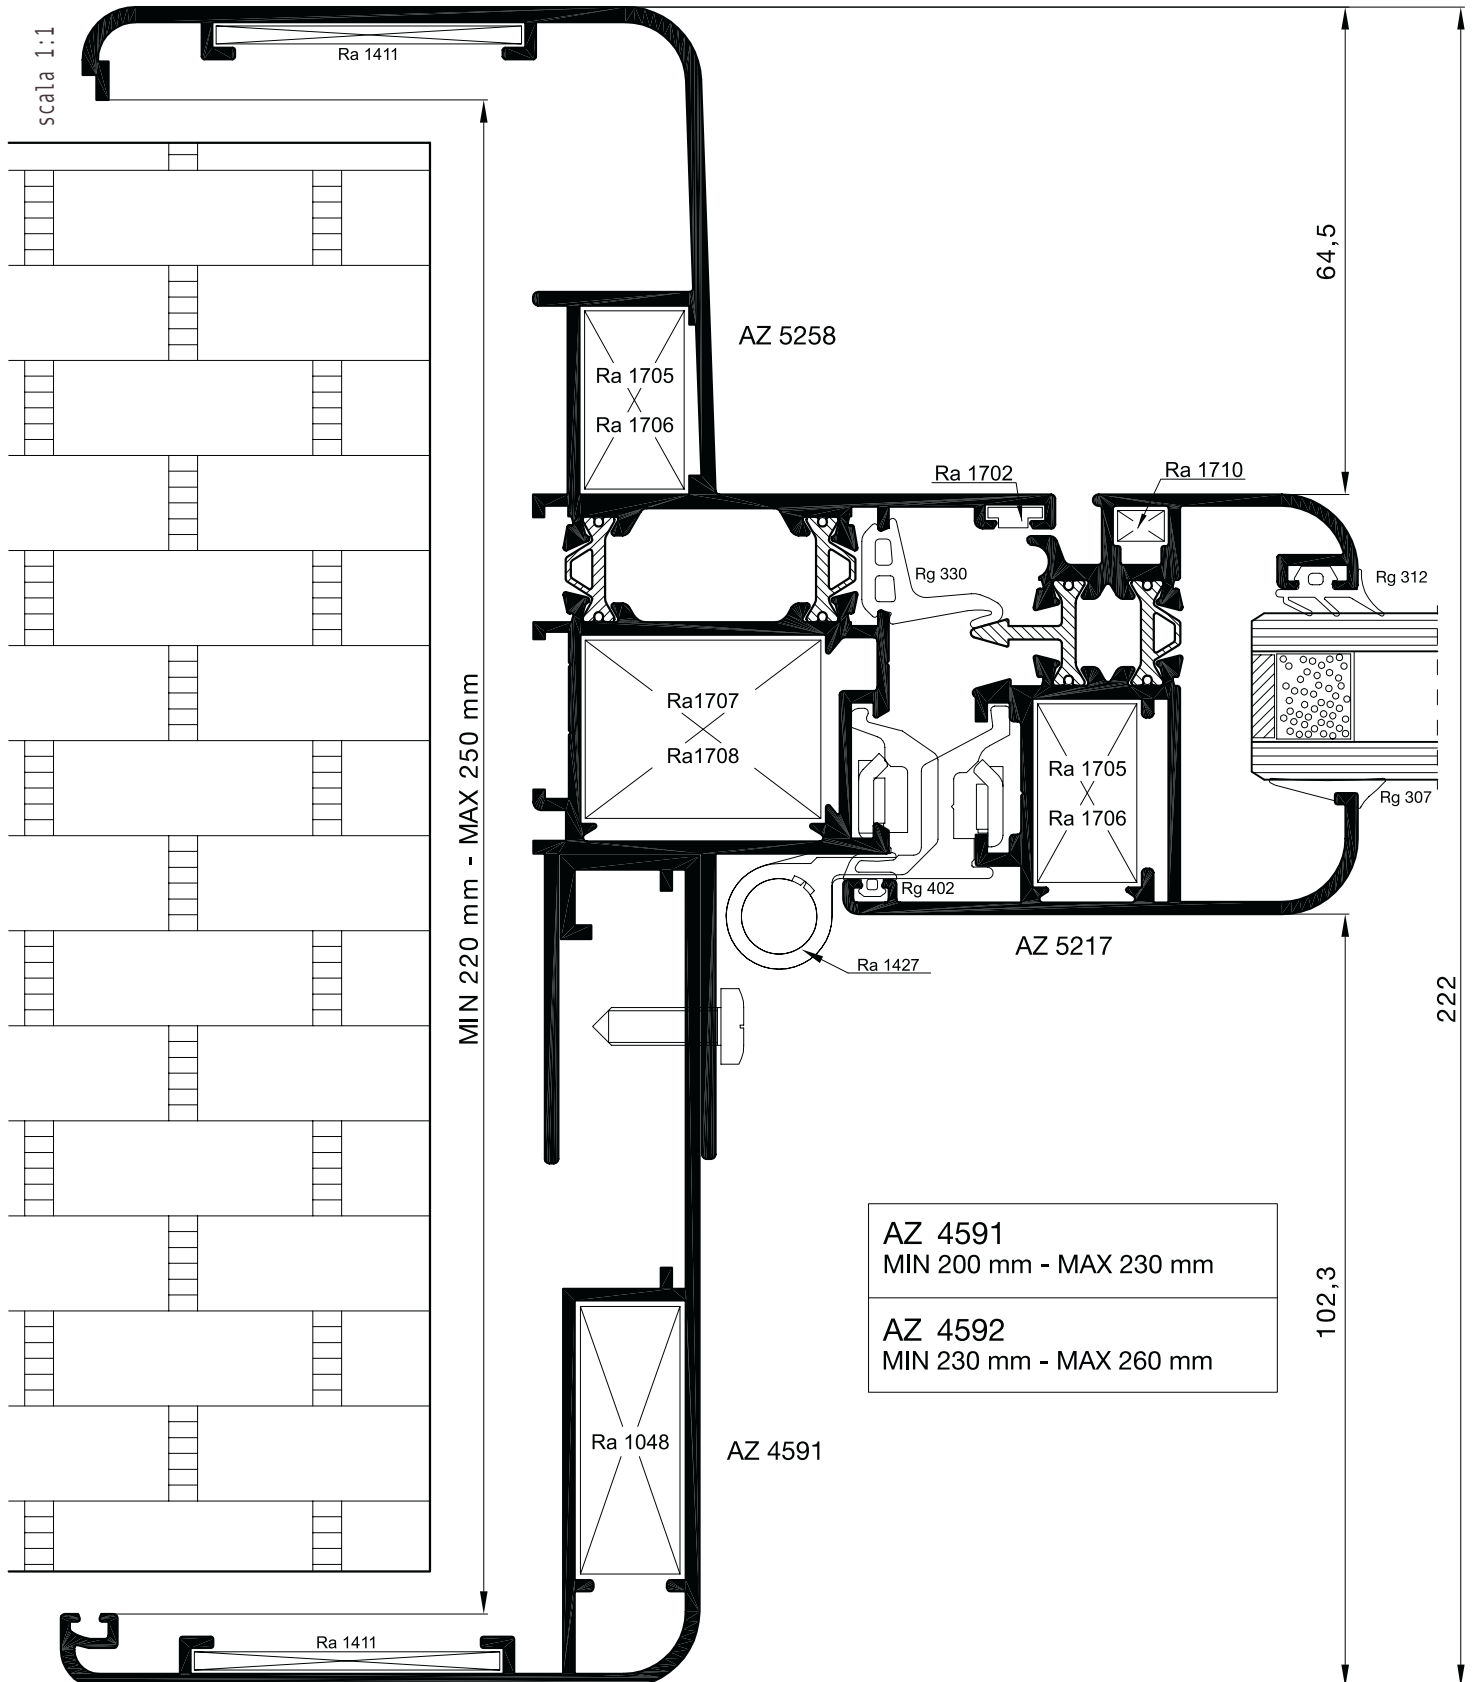 scala 1:1
Ra 1411
64,5
AZ 5258
Ra 1705
Ra 1706
Ra 1702
Ra 1710
Rg 330
Rg 312
Ra1707
Ra1708
MIN 220 mm - MAX 250 mm
Ra 1705
Ra 1706
Rg 307
Rg 402
AZ 5217
Ra 1427
222
AZ 4591
MIN 200 mm - MAX 230 mm
AZ 4592
MIN 230 mm - MAX 260 mm
102,3
Ra 1048
AZ 4591
Ra 1411